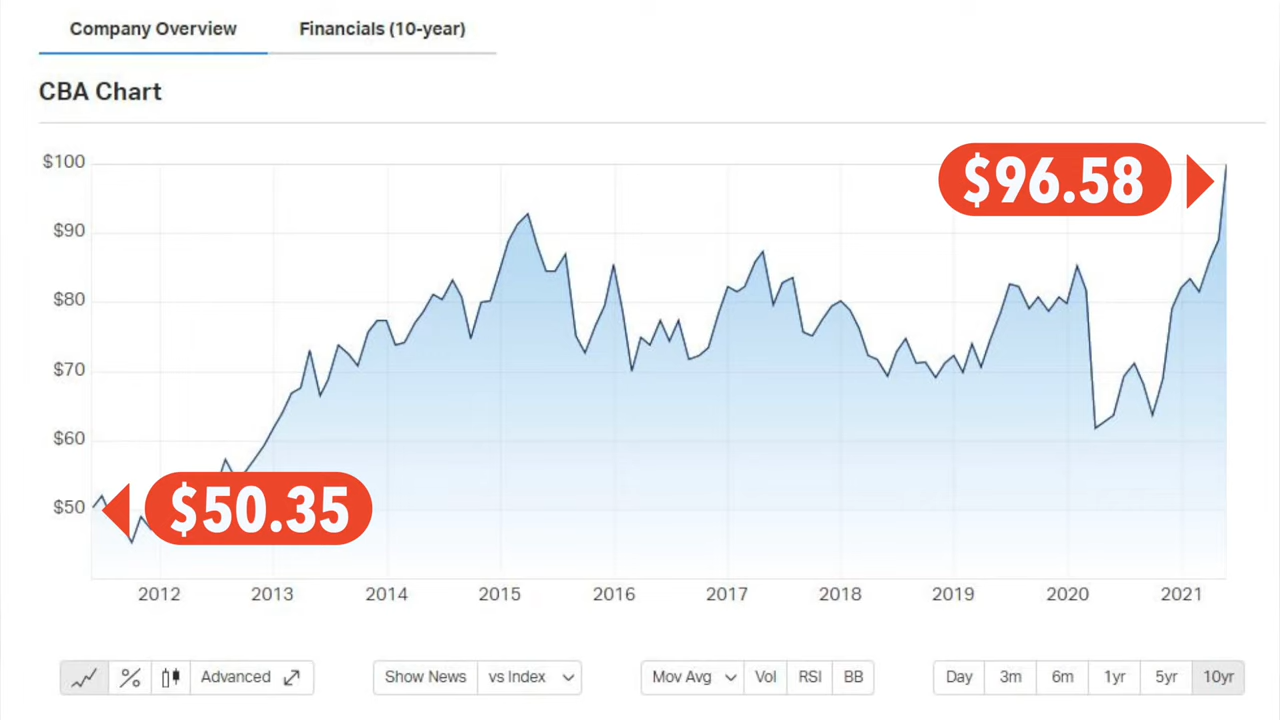 Company Overview Financials (10-year)
CBA Chart
$100
$90
$80
$70
$60
$50
$96.58
$50.35
2012 2013 2014 2015 2016 2017 2018 2019 2020 2021
% Advanced Show News vs Index Mov Avg Vol RSI BB Day 3m 6m 1yr 5yr 10yr